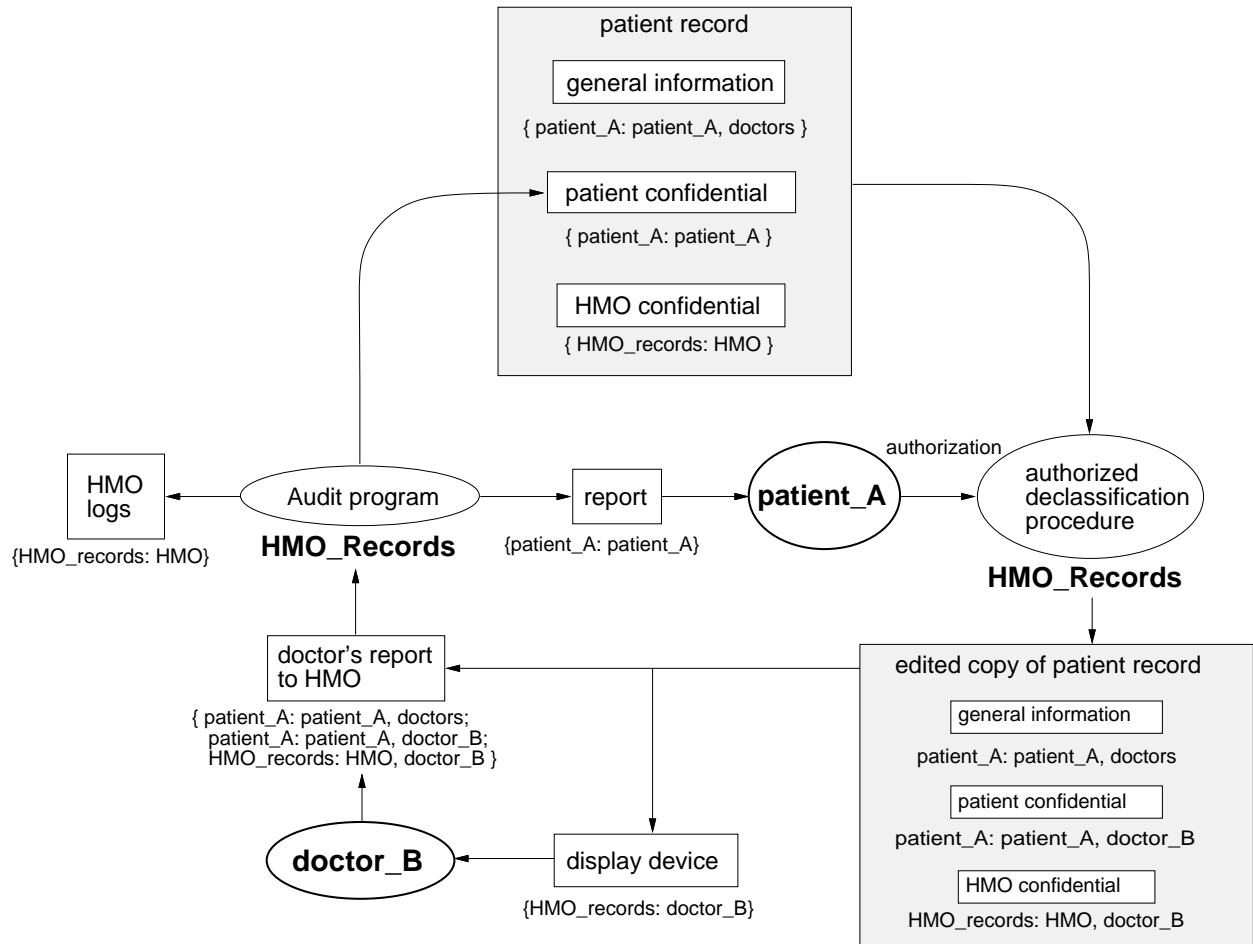 patient record
general information
{ patient_A: patient_A, doctors }
patient confidential
{ patient_A: patient_A }
HMO confidential
{ HMO_records: HMO }
HMO
logs
{HMO_records: HMO}
Audit program
HMO_Records
report
{patient_A: patient_A}
patient_A
authorization
authorized
declassification
procedure
HMO_Records
doctor's report
to HMO
{ patient_A: patient_A, doctors;
patient_A: patient_A, doctor_B;
HMO_records: HMO, doctor_B }
doctor_B
display device
{HMO_records: doctor_B}
edited copy of patient record
general information
patient_A: patient_A, doctors
patient confidential
patient_A: patient_A, doctor_B
HMO confidential
HMO_records: HMO, doctor_B